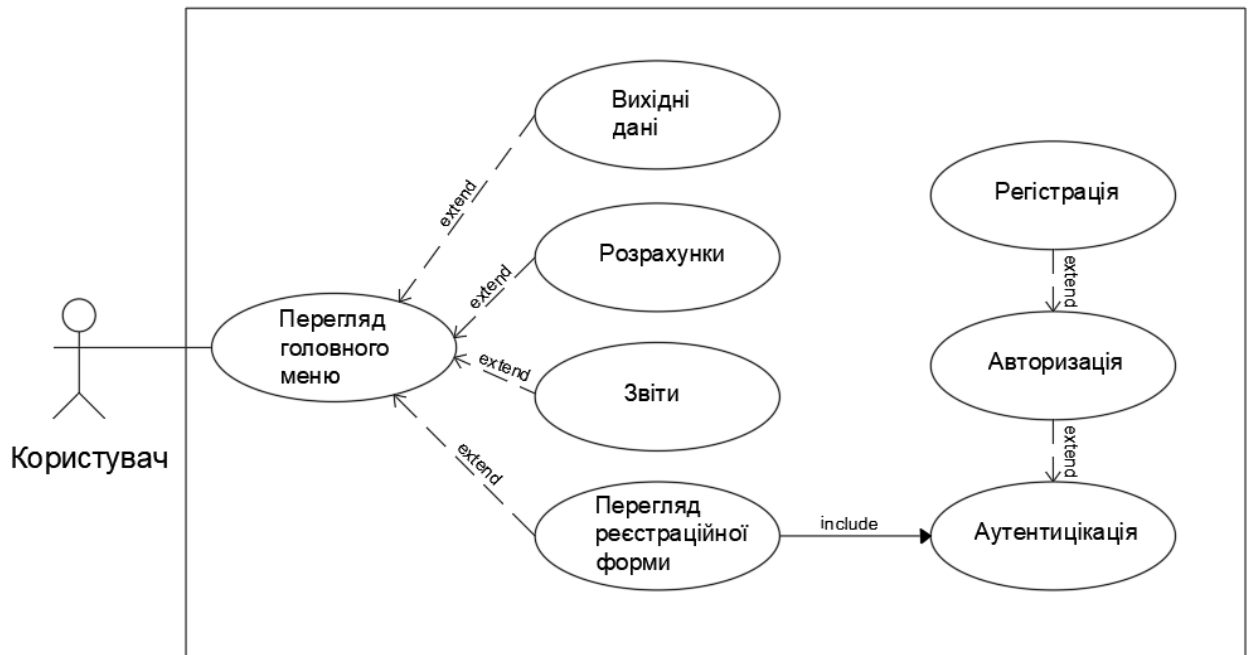 Вихідні
дані
Регістрація
extend
Розрахунки
extend
extend
Перегляд
головного
меню
Авторизація
extend
Звіти
extend
Користувач
extend
Перегляд
реєстраційної
форми
include
Аутентицікація